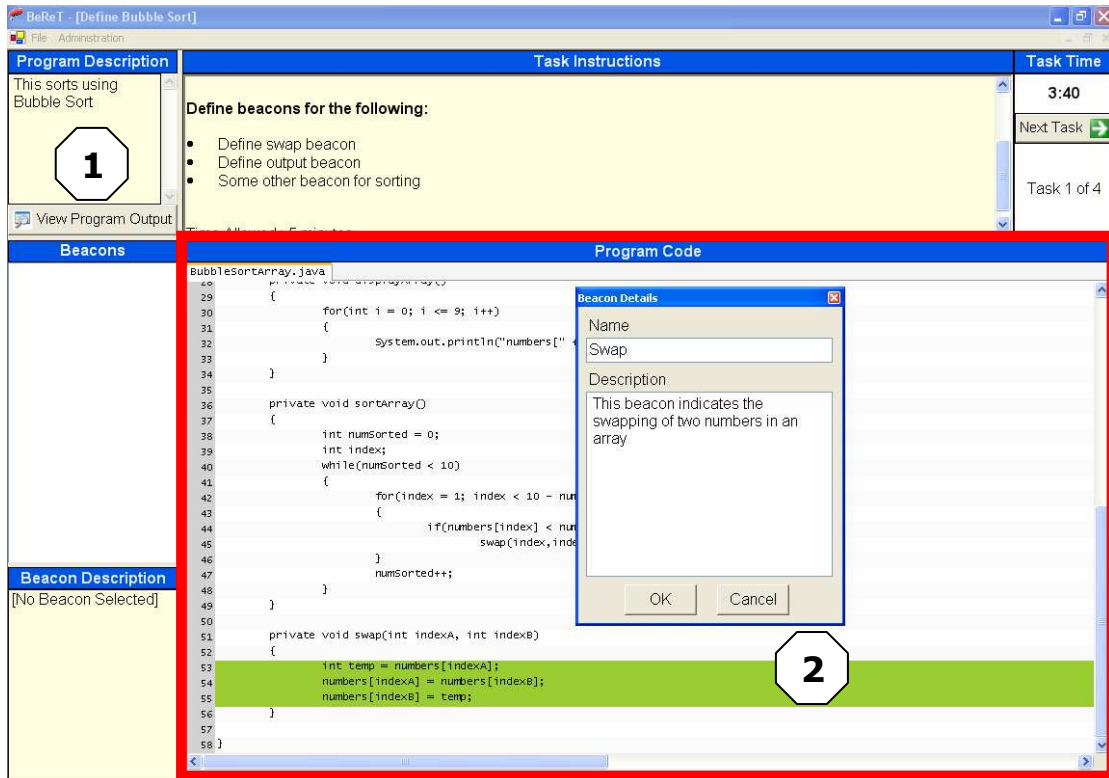 BeReT - [Define Bubble Sort]
File Administration
Program Description
This sorts using
Bubble Sort
1
View Program Output
Task Instructions
Define beacons for the following:
• Define swap beacon
• Define output beacon
• Some other beacon for sorting
Time Allowed: 5 minutes
Task Time
3:40
Next Task
Task 1 of 4
Beacons
Beacon Description
[No Beacon Selected]
Program Code
BubbleSortArray.java
28 private void displayArray()
29 {
30 for(int i = 0; i <= 9; i++)
31 {
32 System.out.println("numbers["
33 }
34 }
35
36 private void sortArray()
37 {
38 int numSorted = 0;
39 int index;
40 while(numSorted < 10)
41 {
42 for(index = 1; index < 10 - num
43 {
44 if(numbers[index] < num
45 swap(index,inde
46 }
47 numSorted++;
48 }
49 }
50
51 private void swap(int indexA, int indexB)
52 {
53 int temp = numbers[indexA];
54 numbers[indexA] = numbers[indexB];
55 numbers[indexB] = temp;
56 }
57
58 }
Beacon Details
Name
Swap
Description
This beacon indicates the
swapping of two numbers in an
array
OK Cancel
2